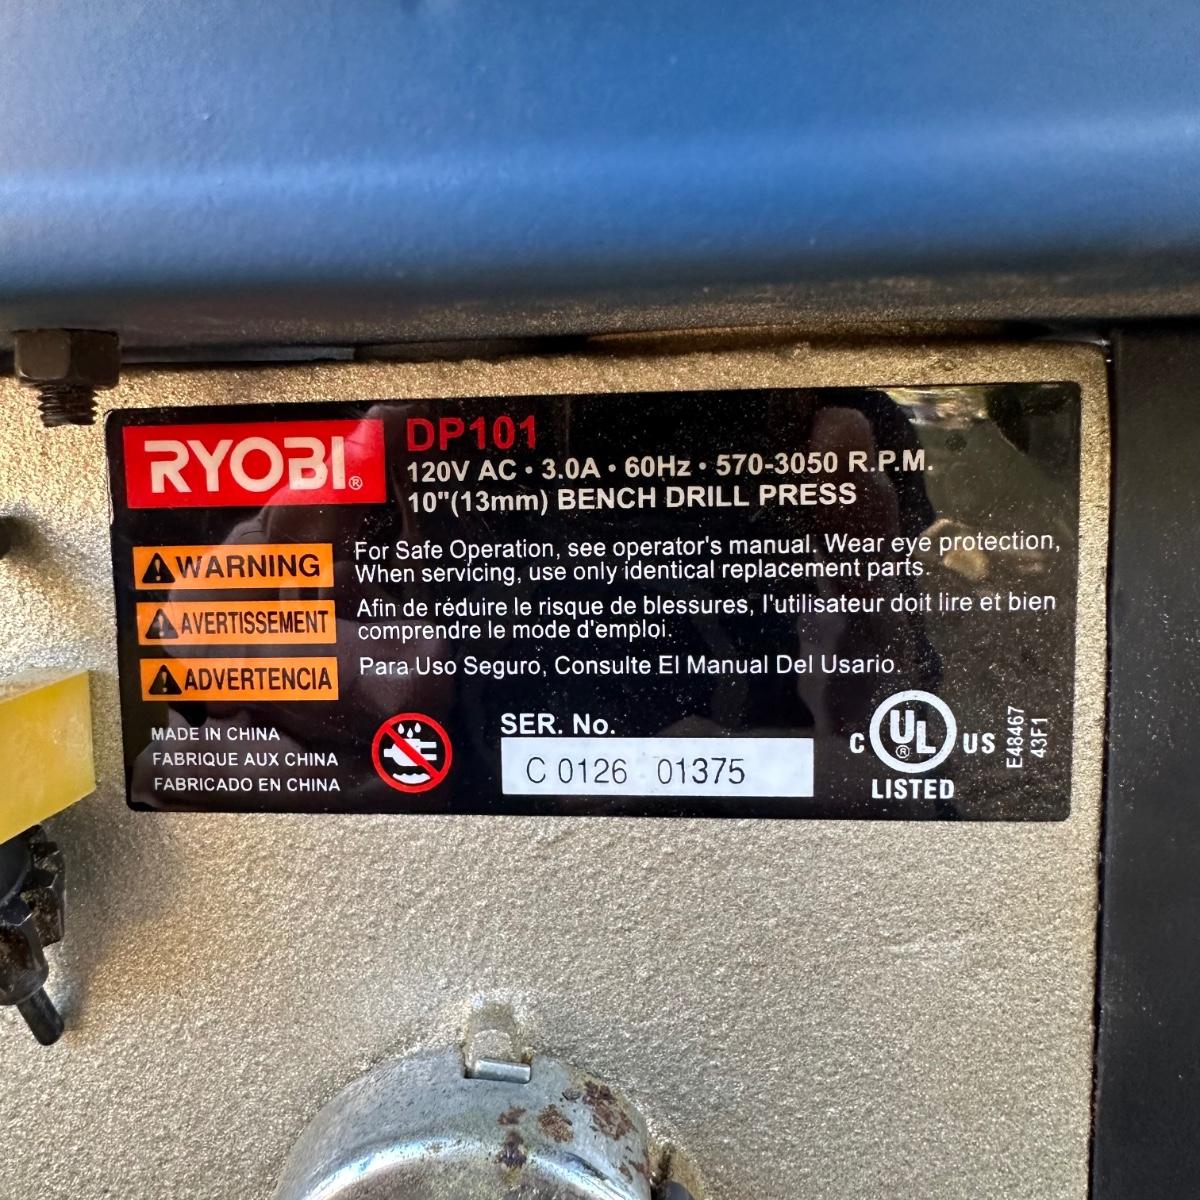 RYOBI®
DP101
120V AC • 3.0A • 60Hz • 570-3050 R.P.M.
10"(13mm) BENCH DRILL PRESS
WARNING
For Safe Operation, see operator's manual. Wear eye protection,
When servicing, use only identical replacement parts.
AVERTISSEMENT
Afin de réduire le risque de blessures, l'utilisateur doit lire et bien
comprendre le mode d'emploi.
ADVERTENCIA
Para Uso Seguro, Consulte El Manual Del Usario.
MADE IN CHINA
FABRIQUE AUX CHINA
FABRICADO EN CHINA
SER. No.
C 0126 01375
C UL® US
LISTED
E48467
43F1